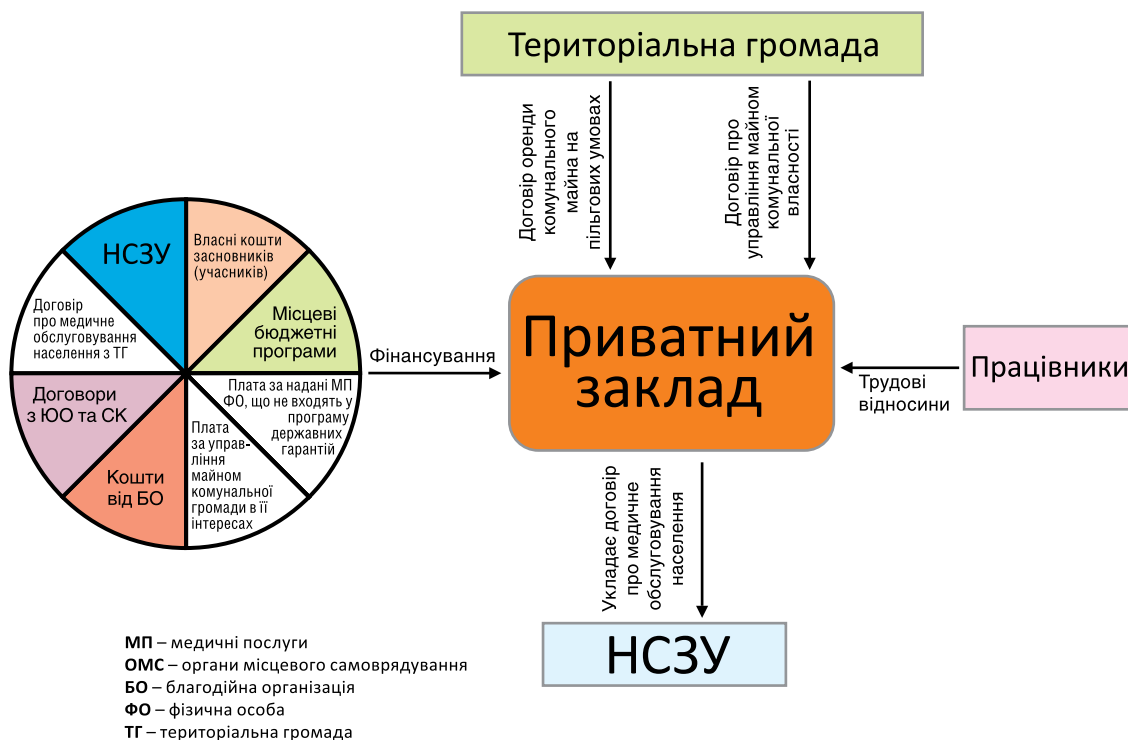 Територіальна громада
Договір оренди
комунального
майна на
пільгових умовах
Договір про
управління майном
комунальної
власності
НСЗУ
Власні кошти
засновників
(учасників)
Місцеві
бюджетні
програми
Плата за надані МП
ФО, що не входять у
програму
державних
гарантій
Плата
за управ-
ління
майном
комунальної
громади в її
інтересах
Кошти
від БО
Договори
з ЮО та СК
Договір
про медичне
обслуговування
населення з ТГ
Фінансування
Приватний
заклад
Трудові
відносини
Працівники
Укладає договір
про медичне
обслуговування
населення
НСЗУ
МП – медичні послуги
ОМС – органи місцевого самоврядування
БО – благодійна організація
ФО – фізична особа
ТГ – територіальна громада